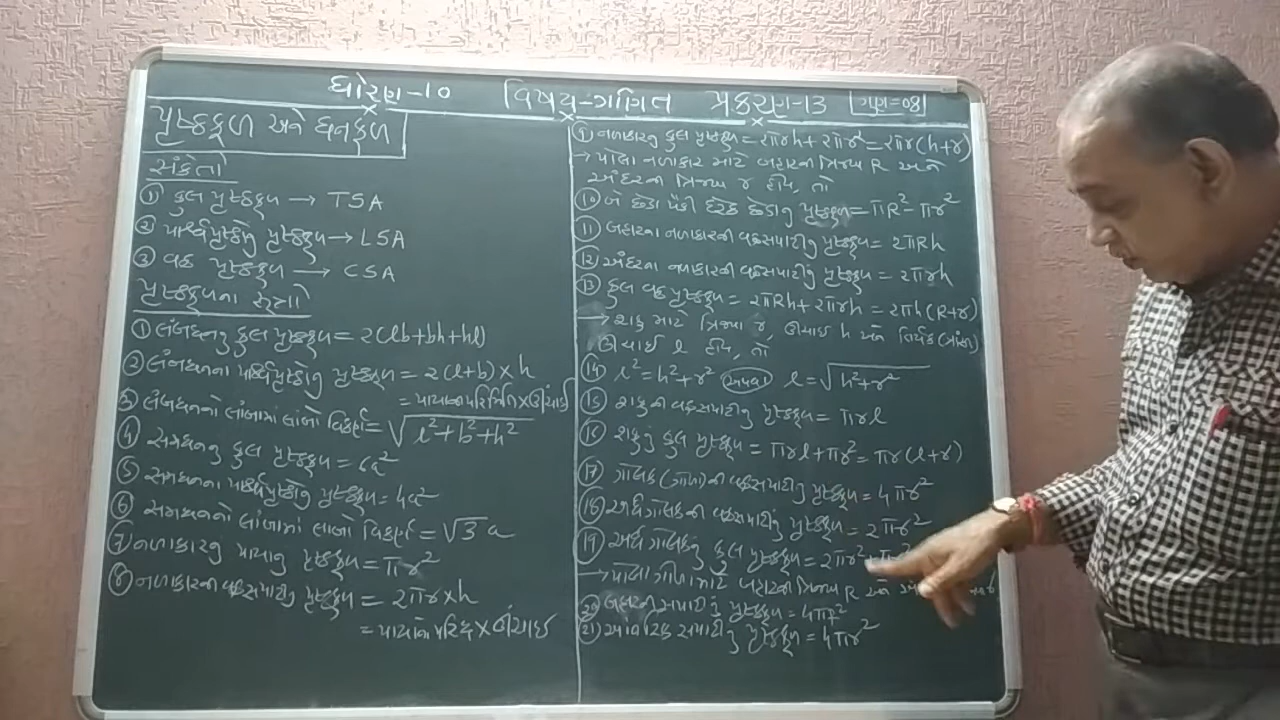 ધોરણ-૧૦ વિષય-ગણિત પ્રકરણ-૧૩ ગુણ=૦૪
પૃષ્ઠફળ અને ઘનફળ
સંકેતો
① કુલ પૃષ્ઠફળ → TSA
② પાર્શ્વ પૃષ્ઠોનું પૃષ્ઠફળ → LSA
③ વક્ર પૃષ્ઠફળ → CSA
પૃષ્ઠફળના સૂત્રો
① લંબઘનનું કુલ પૃષ્ઠફળ = 2(lb+bh+hl)
② લંબઘનના પાર્શ્વપૃષ્ઠોનું પૃષ્ઠફળ = 2(l+b)×h
= પાયાની પરિમિતિ × ઊંચાઈ
③ લંબઘનનો લાંબામાં લાંબો વિકર્ણ = √l²+b²+h²
④ સમઘનનું કુલ પૃષ્ઠફળ = 6a²
⑤ સમઘનના પાર્શ્વપૃષ્ઠોનું પૃષ્ઠફળ = 4a²
⑥ સમઘનનો લાંબામાં લાંબો વિકર્ણ = √3 a
⑦ નળાકારનું પાયાનું પૃષ્ઠફળ = πr²
⑧ નળાકારની વક્રસપાટીનું પૃષ્ઠફળ = 2πr×h
= પાયાનો પરિઘ × ઊંચાઈ
⑨ નળાકારનું કુલ પૃષ્ઠફળ = 2πrh+2πr² = 2πr(h+r)
→ પોલા નળાકાર માટે બહારની ત્રિજ્યા R અને
અંદરની ત્રિજ્યા r હોય, તો
⑩ બે છેડા પૈકી દરેક છેડાનું પૃષ્ઠફળ = πR²-πr²
⑪ બહારના નળાકારની વક્રસપાટીનું પૃષ્ઠફળ = 2πRh
⑫ અંદરના નળાકારની વક્રસપાટીનું પૃષ્ઠફળ = 2πrh
⑬ કુલ વક્ર પૃષ્ઠફળ = 2πRh+2πrh = 2πh(R+r)
→ શંકુ માટે ત્રિજ્યા r, ઊંચાઈ h અને તિર્યક (ત્રાંસી)
ઊંચાઈ l હોય, તો
⑭ l²=h²+r² અથવા l=√h²+r²
⑮ શંકુની વક્રસપાટીનું પૃષ્ઠફળ = πrl
⑯ શંકુનું કુલ પૃષ્ઠફળ = πrl+πr² = πr(l+r)
⑰ ગોલક (ગોળા)ની વક્રસપાટીનું પૃષ્ઠફળ = 4πr²
⑱ અર્ધગોલકની વક્રસપાટીનું પૃષ્ઠફળ = 2πr²
⑲ અર્ધગોલકનું કુલ પૃષ્ઠફળ = 2πr²+πr²
→ પોલા ગોળા માટે બહારની ત્રિજ્યા R અને
⑳ બહારની સપાટીનું પૃષ્ઠફળ = 4πR²
㉑ સપાટીનું પૃષ્ઠફળ = 4πr²